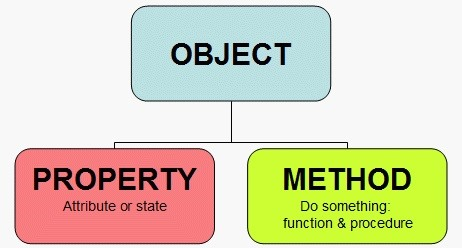 OBJECT
PROPERTY
Attribute or state
METHOD
Do something:
function & procedure